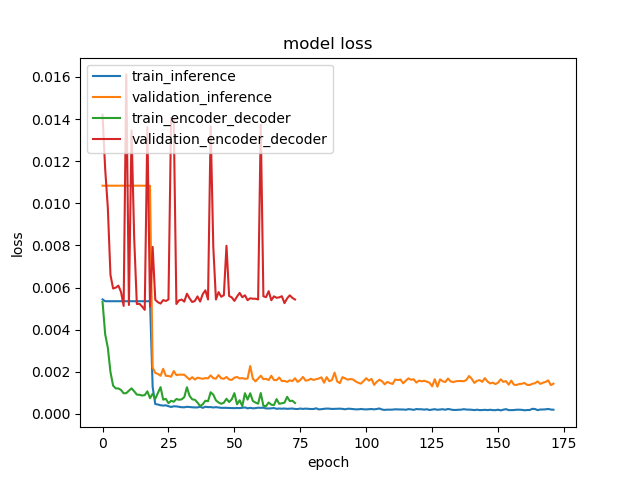 model loss
train_inference
validation_inference
train_encoder_decoder
validation_encoder_decoder
0.016
0.014
0.012
0.010
0.008
0.006
0.004
0.002
0.000
loss
0 25 50 75 100 125 150 175
epoch